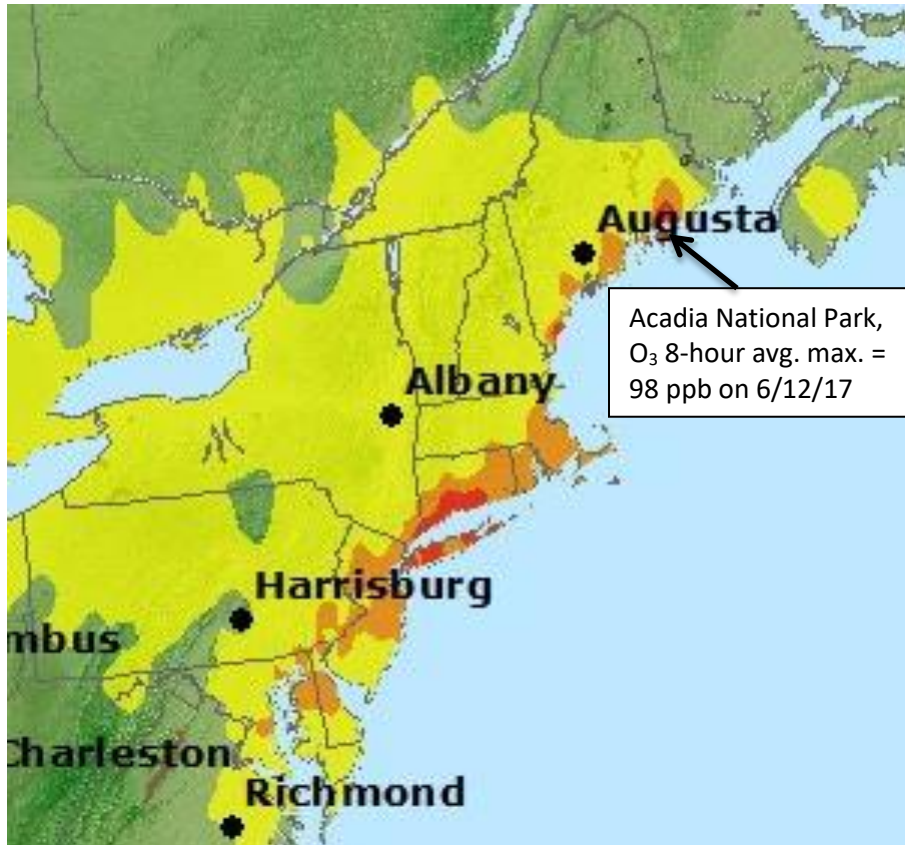 Augusta
Acadia National Park,
O₃ 8-hour avg. max. =
98 ppb on 6/12/17
Albany
Harrisburg
mbus
Charleston
Richmond